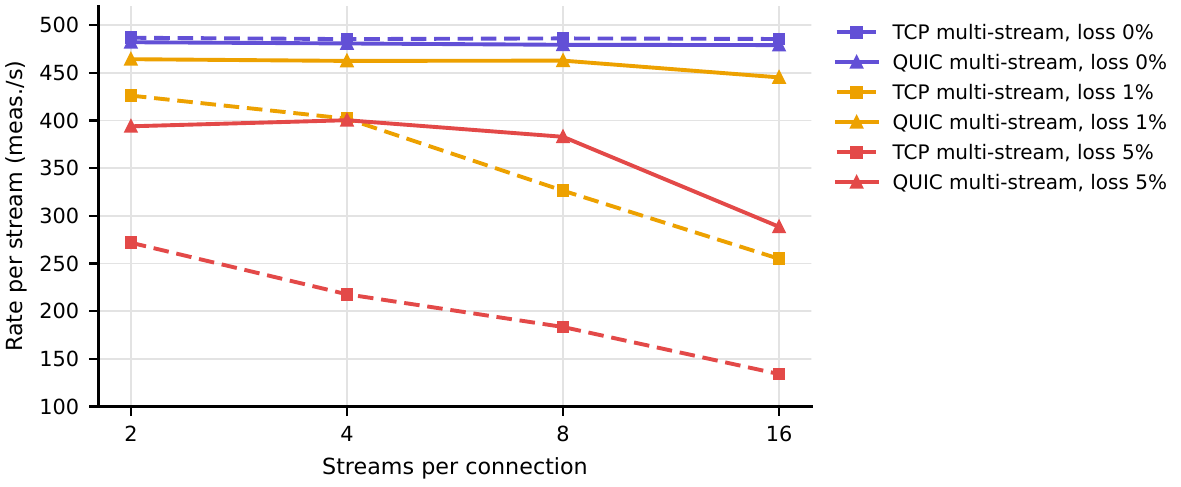 500
450
400
350
300
250
200
150
100
Rate per stream (meas./s)
2
4
8
16
Streams per connection
TCP multi-stream, loss 0%
QUIC multi-stream, loss 0%
TCP multi-stream, loss 1%
QUIC multi-stream, loss 1%
TCP multi-stream, loss 5%
QUIC multi-stream, loss 5%